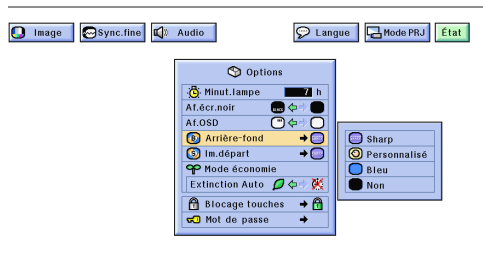 Image
Sync.fine
Audio
Langue
Mode PRJ
État
Options
Minut.lampe 7 h
Af.écr.noir
Af.OSD
Arrière-fond
Im.départ
Mode économie
Extinction Auto
Blocage touches
Mot de passe
Sharp
Personnalisé
Bleu
Non